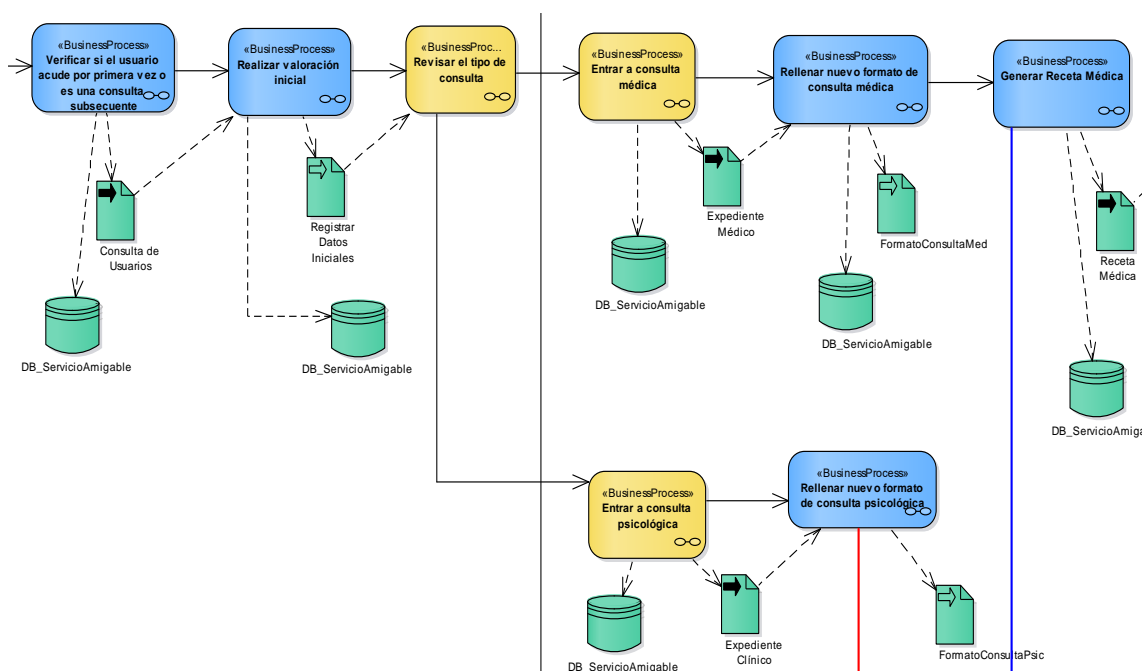 «BusinessProcess»
Verificar si el usuario
acude por primera vez o
es una consulta
subsecuente
«BusinessProcess»
Realizar valoración
inicial
«BusinessProc...
Revisar el tipo de
consulta
«BusinessProcess»
Entrar a consulta
médica
«BusinessProcess»
Rellenar nuevo formato de
consulta médica
«BusinessProcess»
Generar Receta Médica
Consulta de
Usuarios
Registrar
Datos
Iniciales
Expediente
Médico
FormatoConsultaMed
Receta
Médica
DB_ServicioAmigable
DB_ServicioAmigable
DB_ServicioAmigable
DB_ServicioAmigable
DB_ServicioAmiga
«BusinessProcess»
Entrar a consulta
psicológica
«BusinessProcess»
Rellenar nuevo formato
de consulta psicológica
DB_ServicioAmigable
Expediente
Clínico
FormatoConsultaPsic